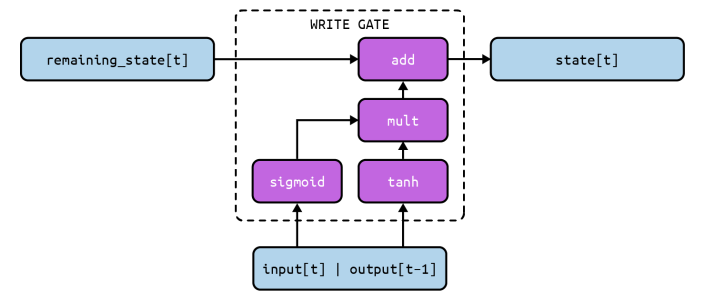 WRITE GATE
remaining_state[t]
add
state[t]
mult
sigmoid
tanh
input[t] | output[t-1]